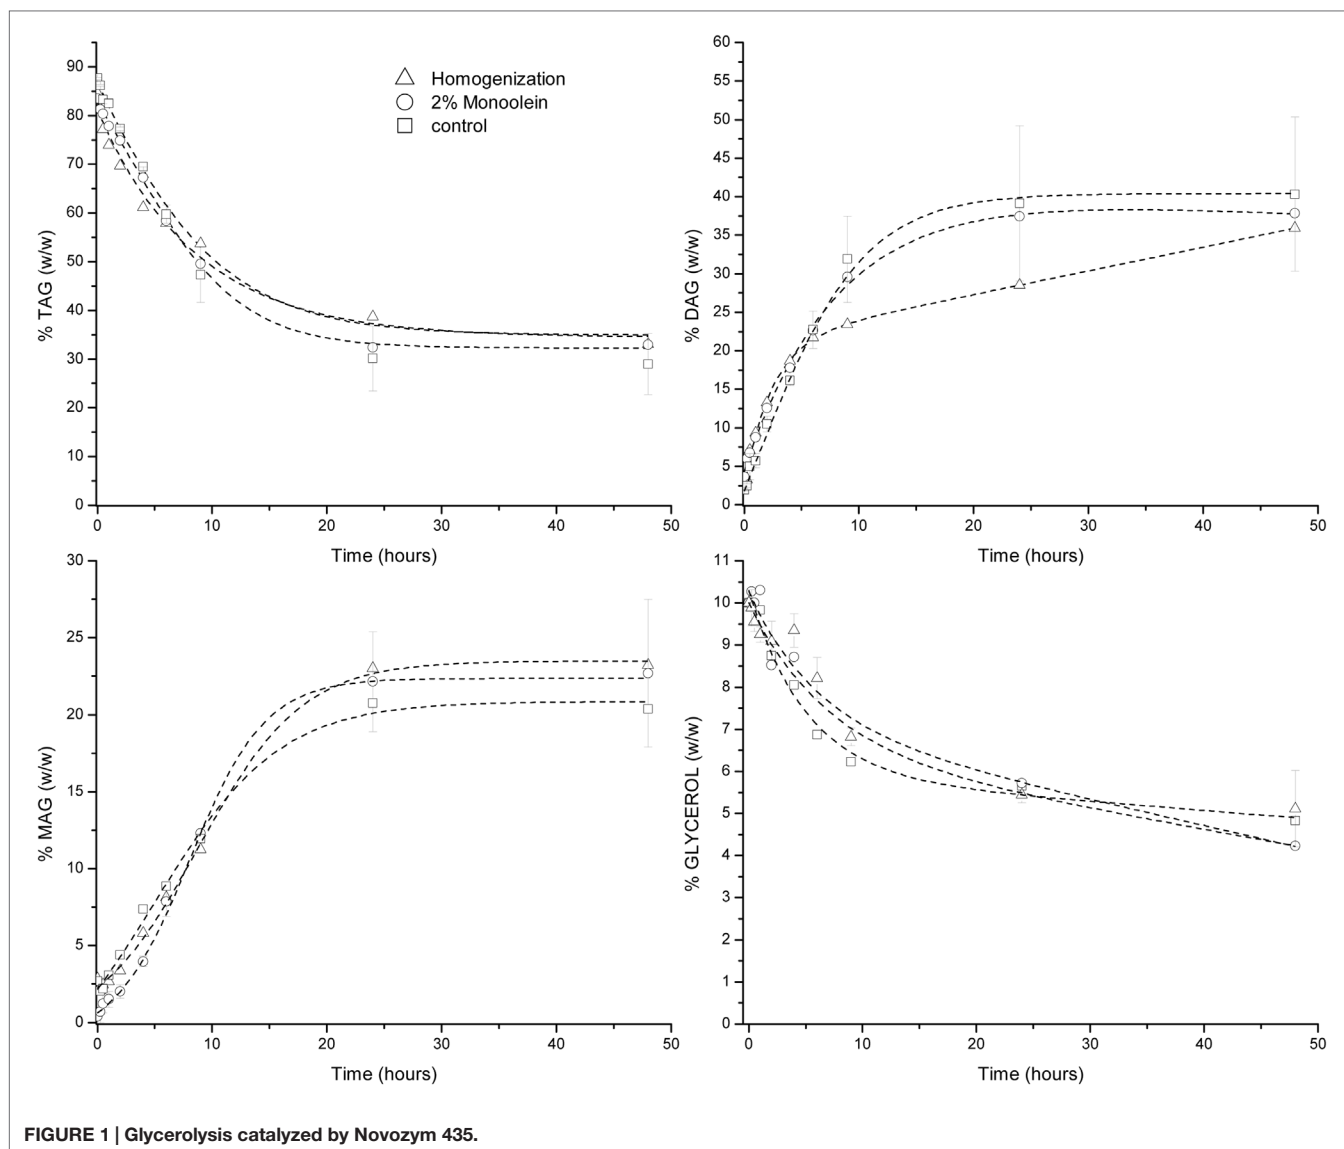 90
80
70
60
50
40
30
20
10
0
% TAG (w/w)
Homogenization
2% Monoolein
control
0 10 20 30 40 50
Time (hours)
60
55
50
45
40
35
30
25
20
15
10
5
0
% DAG (w/w)
0 10 20 30 40 50
Time (hours)
30
25
20
15
10
5
0
% MAG (w/w)
0 10 20 30 40 50
Time (hours)
11
10
9
8
7
6
5
4
3
2
1
0
% GLYCEROL (w/w)
0 10 20 30 40 50
Time (hours)
FIGURE 1 | Glycerolysis catalyzed by Novozym 435.